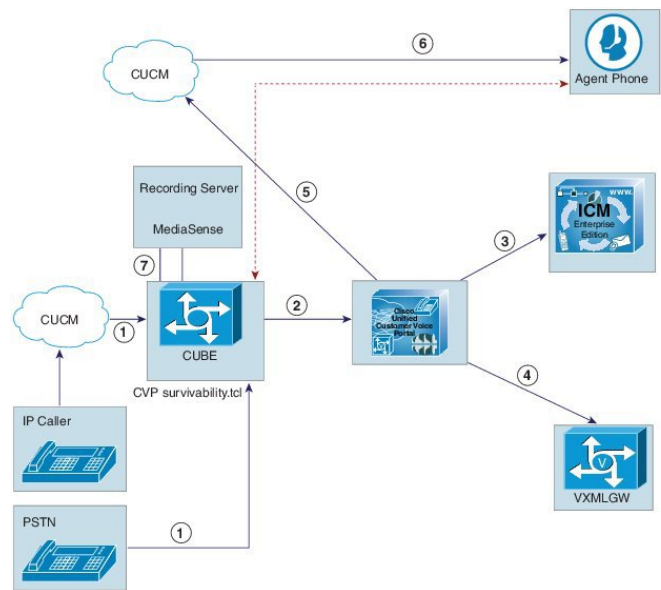 6
CUCM
Agent Phone
Recording Server
MediaSense
5
www.
ICM
Enterprise
Edition
3
7
CUCM
1
CUBE
2
Cisco
Unified
Customer Voice
Portal
CVP survivability.tcl
4
IP Caller
V
VXMLGW
PSTN
1